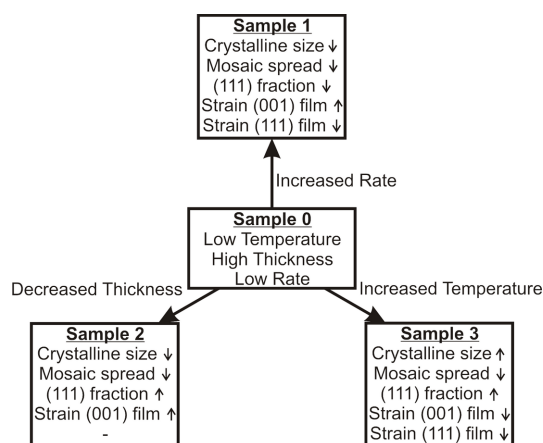 Sample 1
Crystalline size ↓
Mosaic spread ↓
(111) fraction ↓
Strain (001) film ↑
Strain (111) film ↓
Increased Rate
Sample 0
Low Temperature
High Thickness
Low Rate
Decreased Thickness
Increased Temperature
Sample 2
Crystalline size ↓
Mosaic spread ↓
(111) fraction ↑
Strain (001) film ↑
-
Sample 3
Crystalline size ↑
Mosaic spread ↓
(111) fraction ↑
Strain (001) film ↓
Strain (111) film ↓